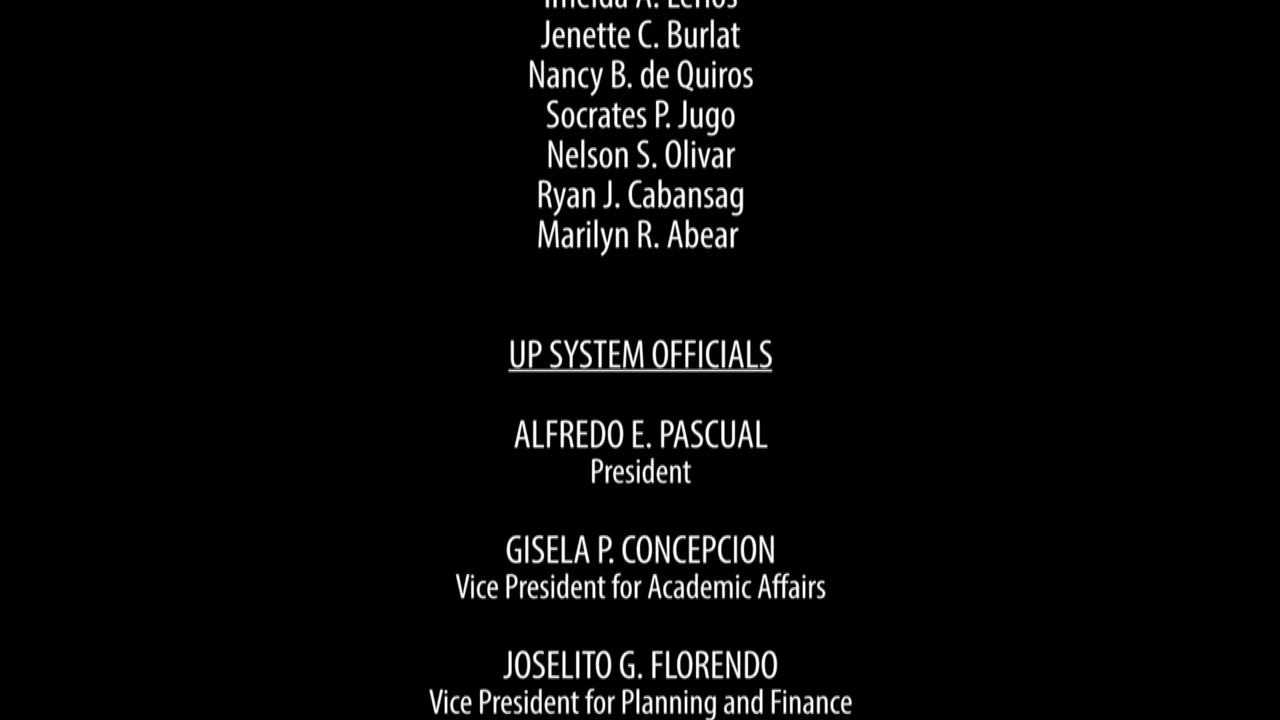 Jenette C. Burlat
Nancy B. de Quiros
Socrates P. Jugo
Nelson S. Olivar
Ryan J. Cabansag
Marilyn R. Abear
UP SYSTEM OFFICIALS
ALFREDO E. PASCUAL
President
GISELA P. CONCEPCION
Vice President for Academic Affairs
JOSELITO G. FLORENDO
Vice President for Planning and Finance